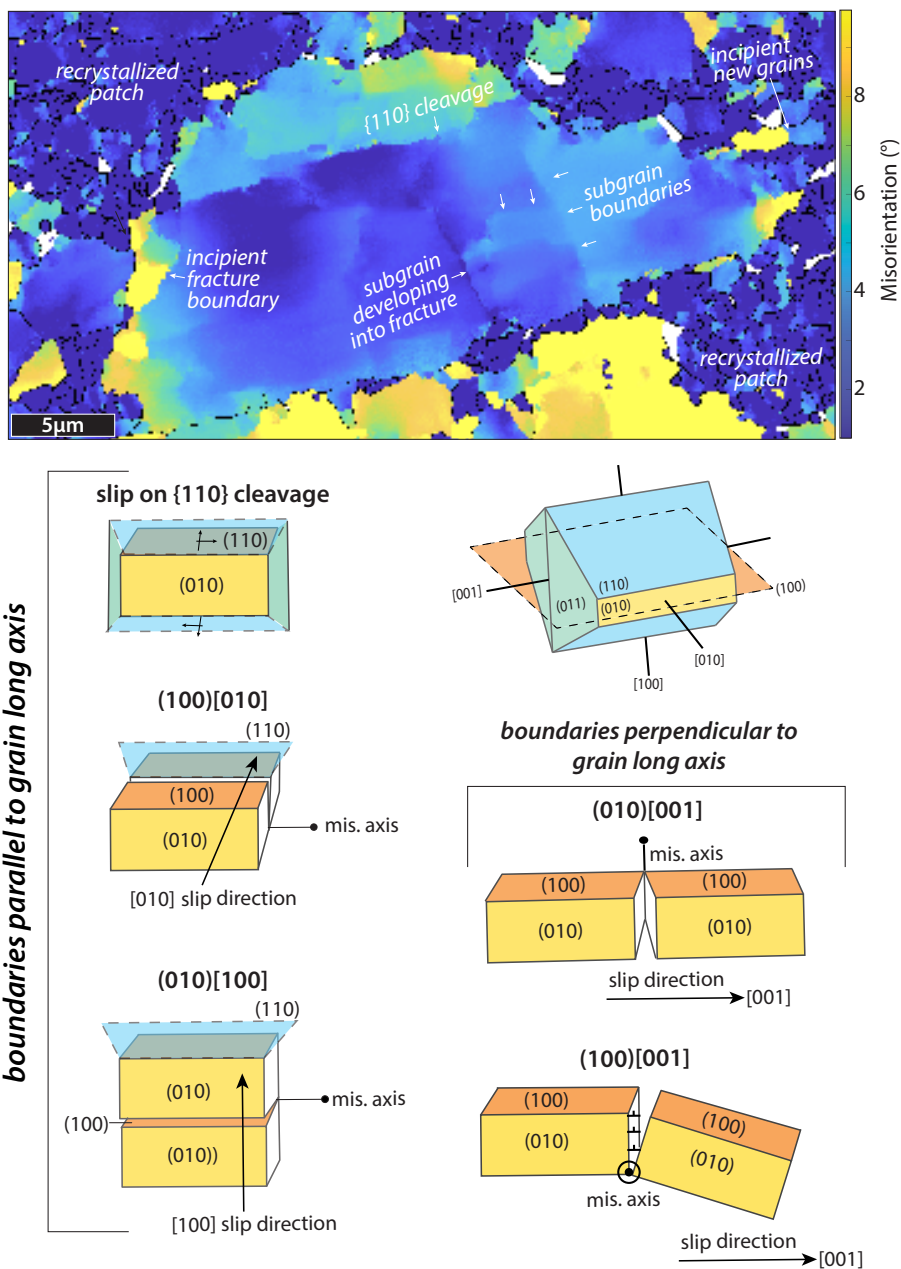 recrystallized
patch
{110} cleavage
incipient
new grains
subgrain
boundaries
incipient
fracture
boundary
subgrain
developing
into fracture
recrystallized
patch
5µm
8
6
4
2
Misorientation (°)
boundaries parallel to grain long axis
slip on {110} cleavage
(110)
(010)
[001]
(011)
(110)
(010)
(100)
[010]
[100]
(100)[010]
(110)
(100)
(010)
mis. axis
[010] slip direction
boundaries perpendicular to
grain long axis
(010)[001]
mis. axis
(100)
(100)
(010)
(010)
slip direction
[001]
(010)[100]
(110)
(010)
(100)
(010))
mis. axis
[100] slip direction
(100)[001]
(100)
(010)
(100)
(010)
mis. axis
slip direction
[001]